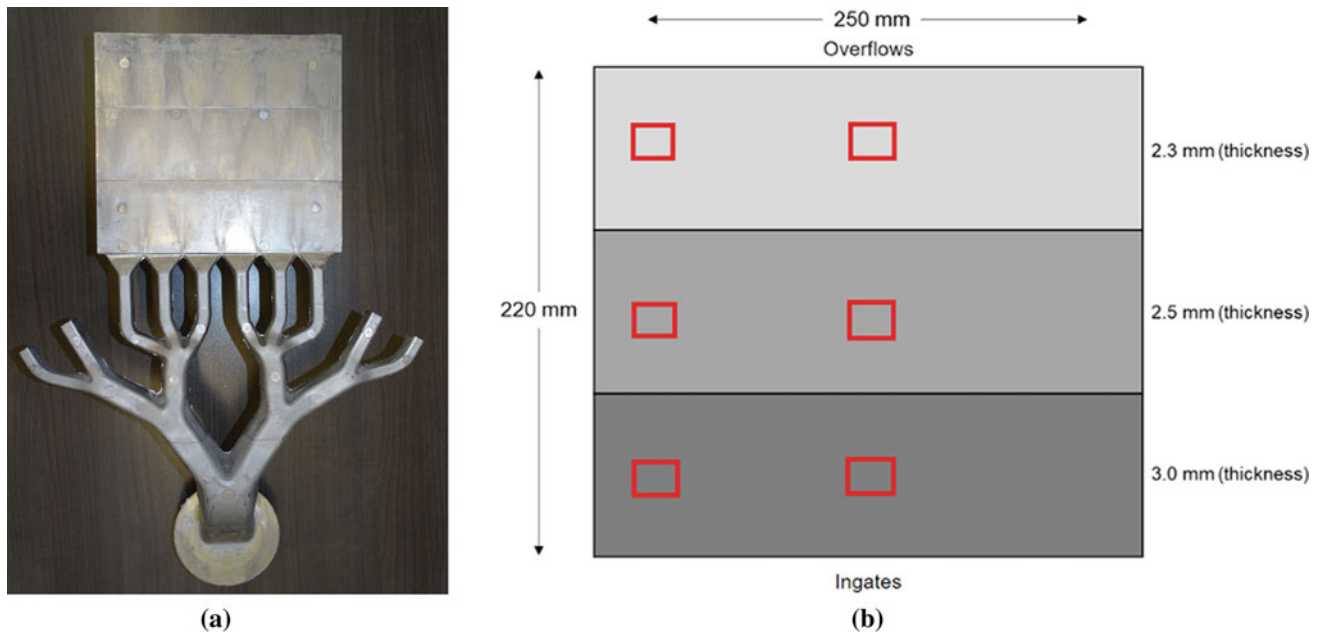 250 mm
Overflows
2.3 mm (thickness)
220 mm
2.5 mm (thickness)
3.0 mm (thickness)
Ingates
(a)
(b)